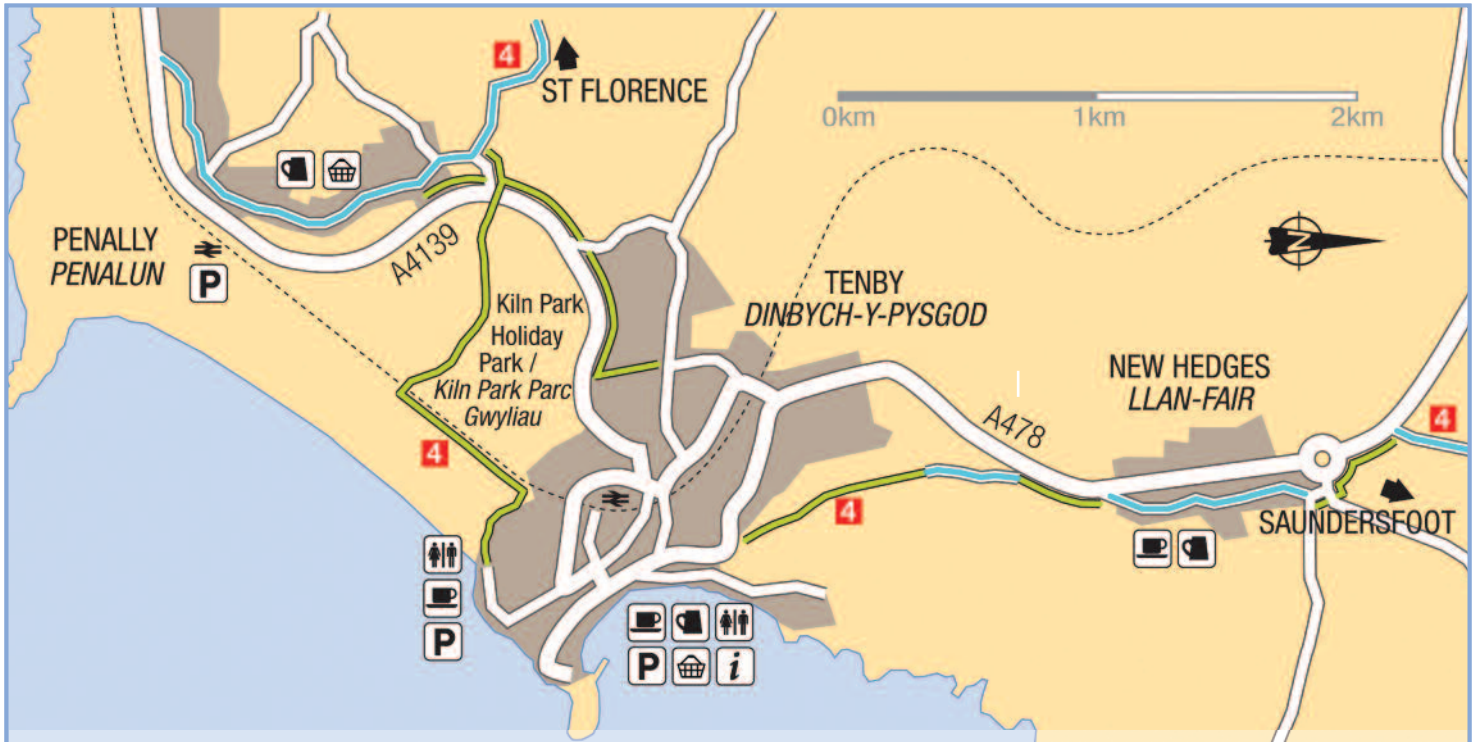 4
ST FLORENCE
0km 1km 2km
PENALLY
PENALUN
P
A4139
Kiln Park
Holiday
Park /
Kiln Park Parc
Gwyliau
TENBY
DINBYCH-Y-PYSGOD
N
NEW HEDGES
LLAN-FAIR
A478
4
4
4
SAUNDERSFOOT
P
P
i